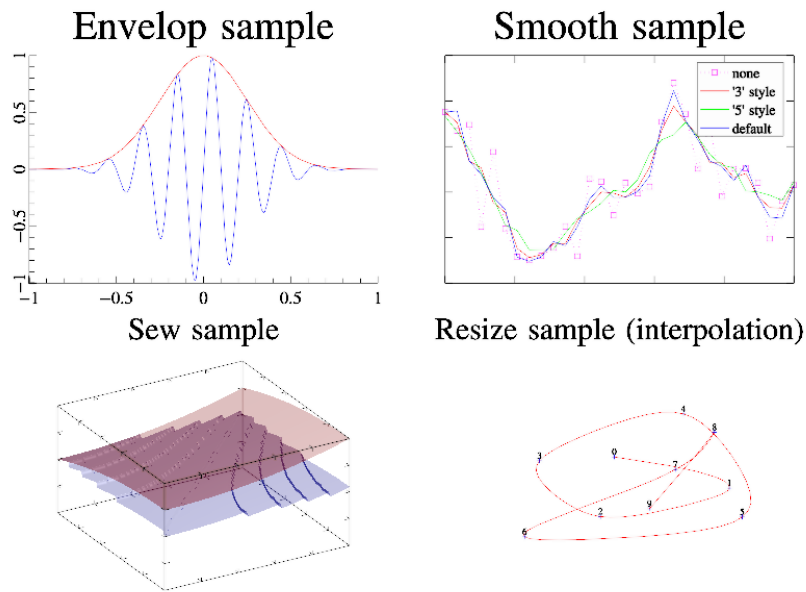 Envelop sample
Smooth sample
1
0.5
0
−0.5
−1
−1
−0.5
0
0.5
1
none
'3' style
'5' style
default
Sew sample
Resize sample (interpolation)
4
8
3
0
7
1
9
2
5
6